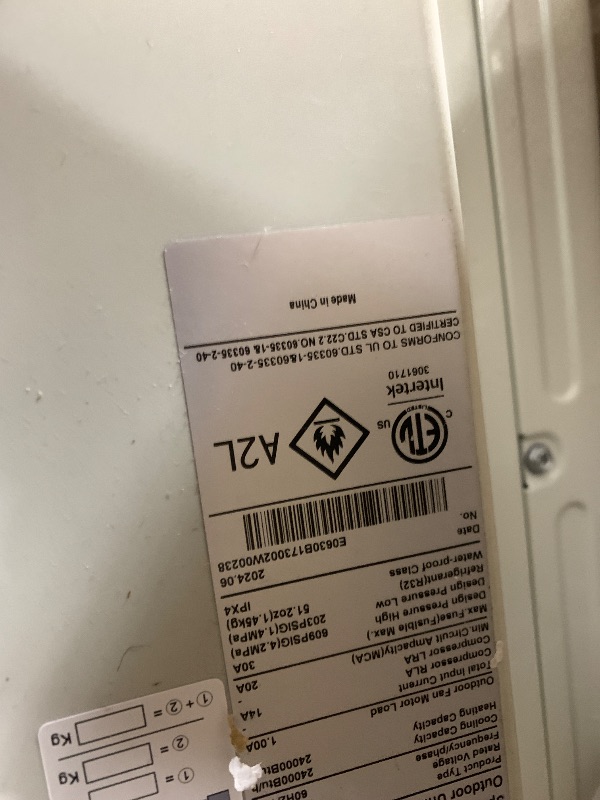 Outdoor
Product Type
Rated Voltage
Frequency/phase 60Hz
Cooling Capacity 24000Btu/h
Heating Capacity 24000Btu
Outdoor Fan Motor Load 1.00A
Total Input Current 14A
Compressor RLA -
Compressor LRA -
Min.Circuit Ampacity(MCA) 20A
Max.Fuse(Fusible Max.) 30A
Design Pressure High 609PSIG(4.2MPa)
Design Pressure Low 203PSIG(1.4MPa)
Refrigerant(R32) 51.2oz(1.45kg)
Water-proof Class IPX4
Date 2024.06
No. E0630B173002W00238
C ETL US
LISTED
Intertek
3061710
A2L
CONFORMS TO UL STD.60335-1&60335-2-40
CERTIFIED TO CSA STD.C22.2 NO.60335-1& 60335-2-40
Made in China
① = 
② = Kg
① + ② = Kg